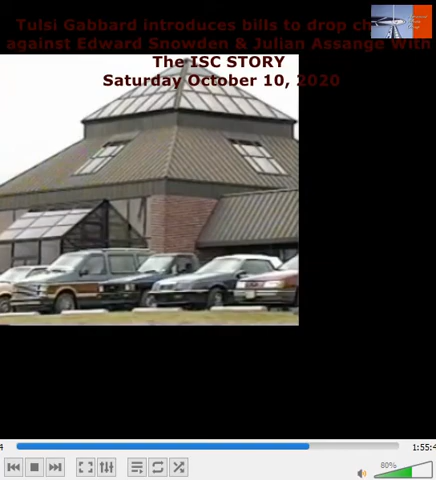 Tulsi Gabbard introduces bills to drop
against Edward Snowden & Julian Assange With
The ISC STORY
Saturday October 10, 2020
4
1:55:4
80%